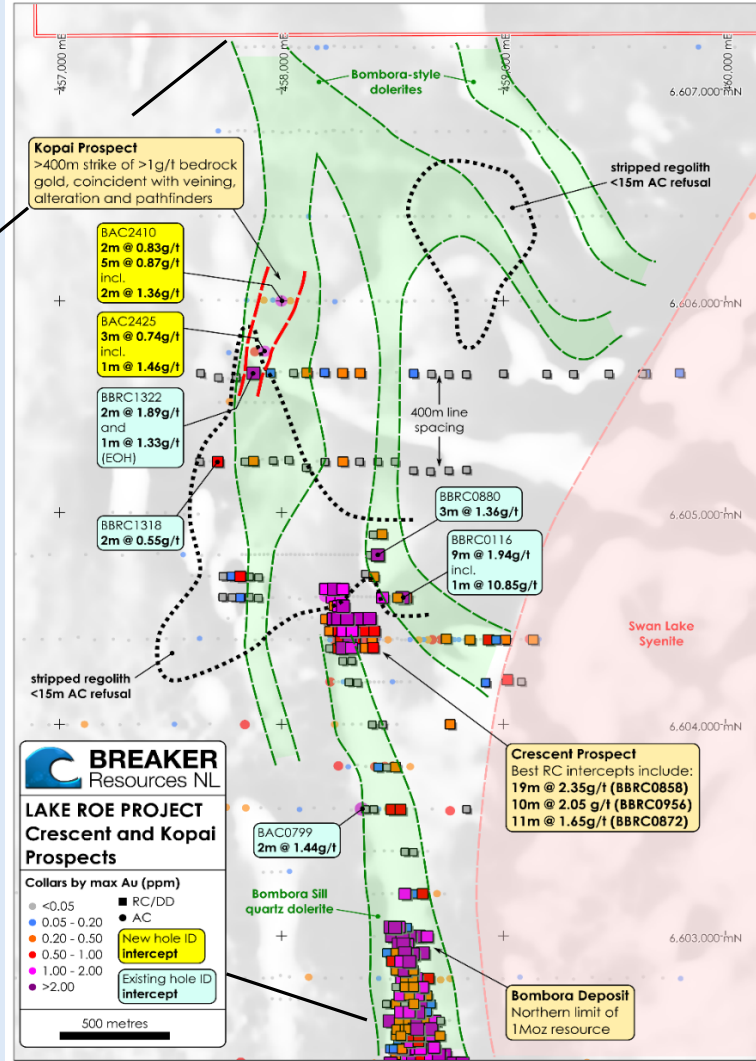 457,000 mE
458,000 mE
459,000 mE
460,000 mE
Bombora-style
dolerites
6,607,000 mN
Kopai Prospect
>400m strike of >1g/t bedrock
gold, coincident with veining,
alteration and pathfinders
stripped regolith
<15m AC refusal
BAC2410
2m @ 0.83g/t
5m @ 0.87g/t
incl.
2m @ 1.36g/t
6,606,000 mN
BAC2425
3m @ 0.74g/t
incl.
1m @ 1.46g/t
BBRC1322
2m @ 1.89g/t
and
1m @ 1.33g/t
(EOH)
400m line
spacing
BBRC1318
2m @ 0.55g/t
BBRC0880
3m @ 1.36g/t
6,605,000 mN
BBRC0116
9m @ 1.94g/t
incl.
1m @ 10.85g/t
Swan Lake
Syenite
stripped regolith
<15m AC refusal
6,604,000 mN
Crescent Prospect
Best RC intercepts include:
19m @ 2.35g/t (BBRC0858)
10m @ 2.05 g/t (BBRC0956)
11m @ 1.65g/t (BBRC0872)
BREAKER
Resources NL
LAKE ROE PROJECT
Crescent and Kopai
Prospects
Collars by max Au (ppm)
<0.05
0.05 - 0.20
0.20 - 0.50
0.50 - 1.00
1.00 - 2.00
>2.00
RC/DD
AC
New hole ID
intercept
Existing hole ID
intercept
500 metres
BAC0799
2m @ 1.44g/t
Bombora Sill
quartz dolerite
6,603,000 mN
Bombora Deposit
Northern limit of
1Moz resource